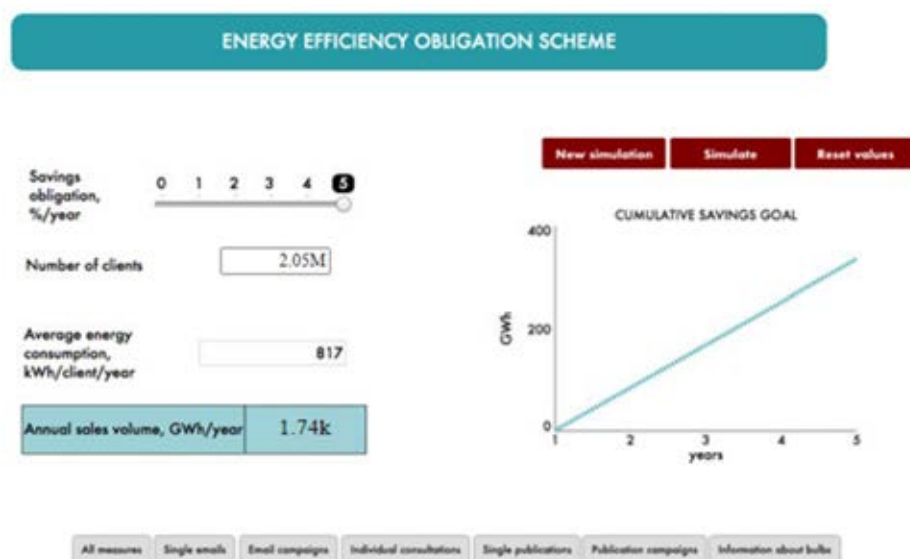 ENERGY EFFICIENCY OBLIGATION SCHEME
New simulation Simulate Reset values
Savings
obligation,
%/year
0 1 2 3 4 5
Number of clients 2.05M
Average energy
consumption,
kWh/client/year
817
Annual sales volume, GWh/year 1.74k
CUMULATIVE SAVINGS GOAL
400
200
0
GWh
1 2 3 4 5
years
All measures Single emails Email campaigns Individual consultations Single publications Publication campaigns Information about bulbs